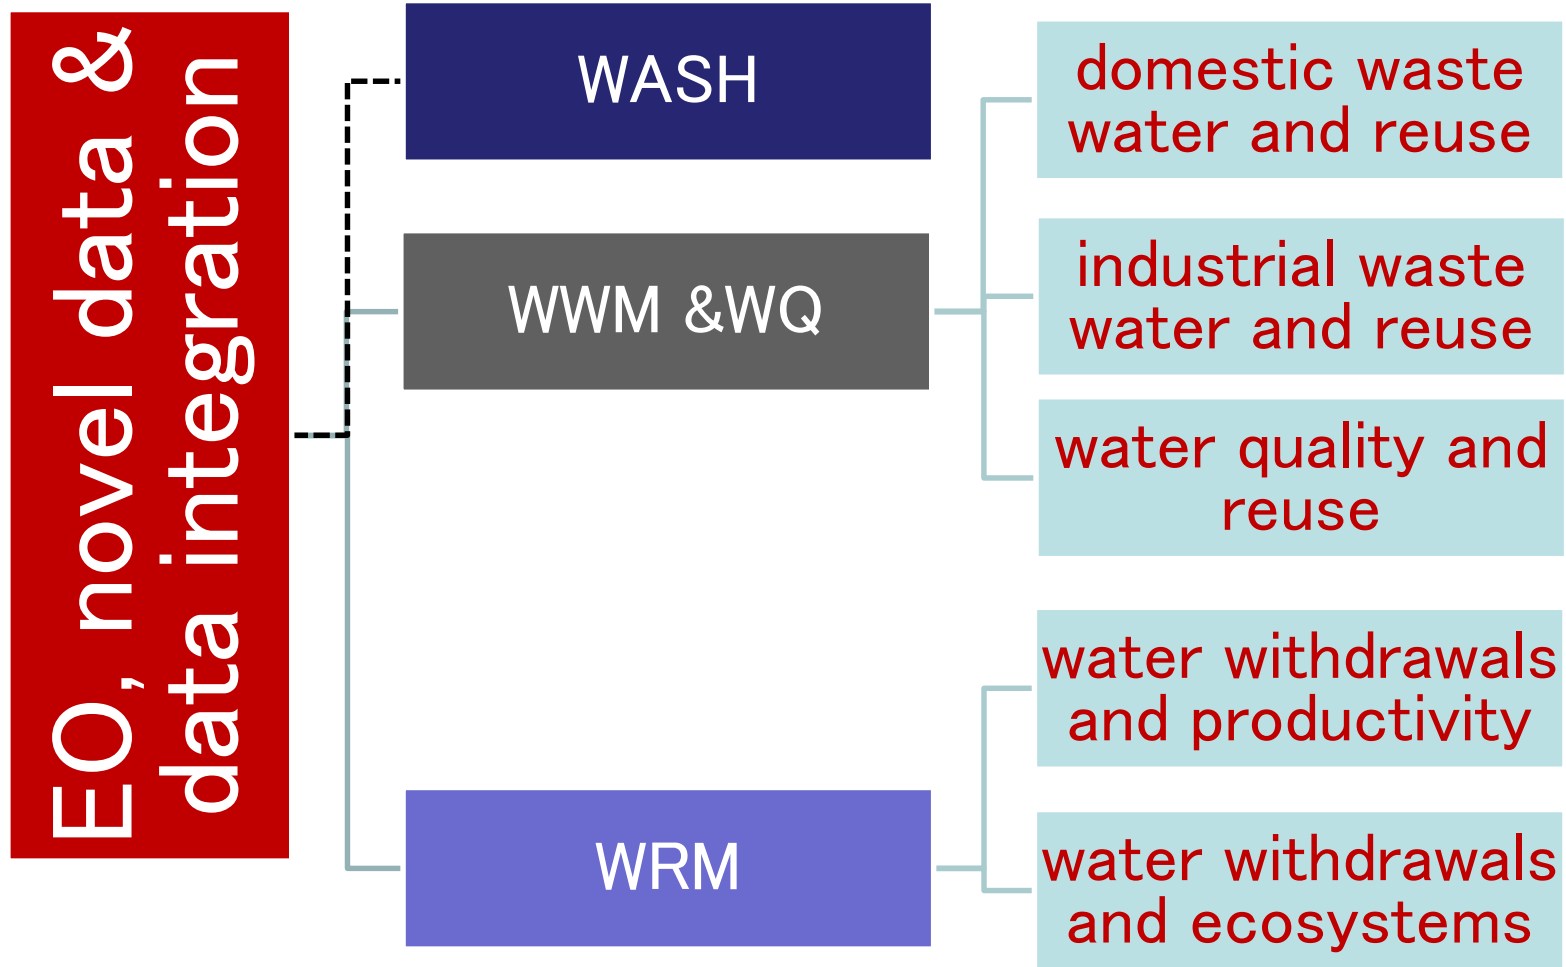 EO, novel data &
data integration
WASH
WWM &WQ
WRM
domestic waste
water and reuse
industrial waste
water and reuse
water quality and
reuse
water withdrawals
and productivity
water withdrawals
and ecosystems